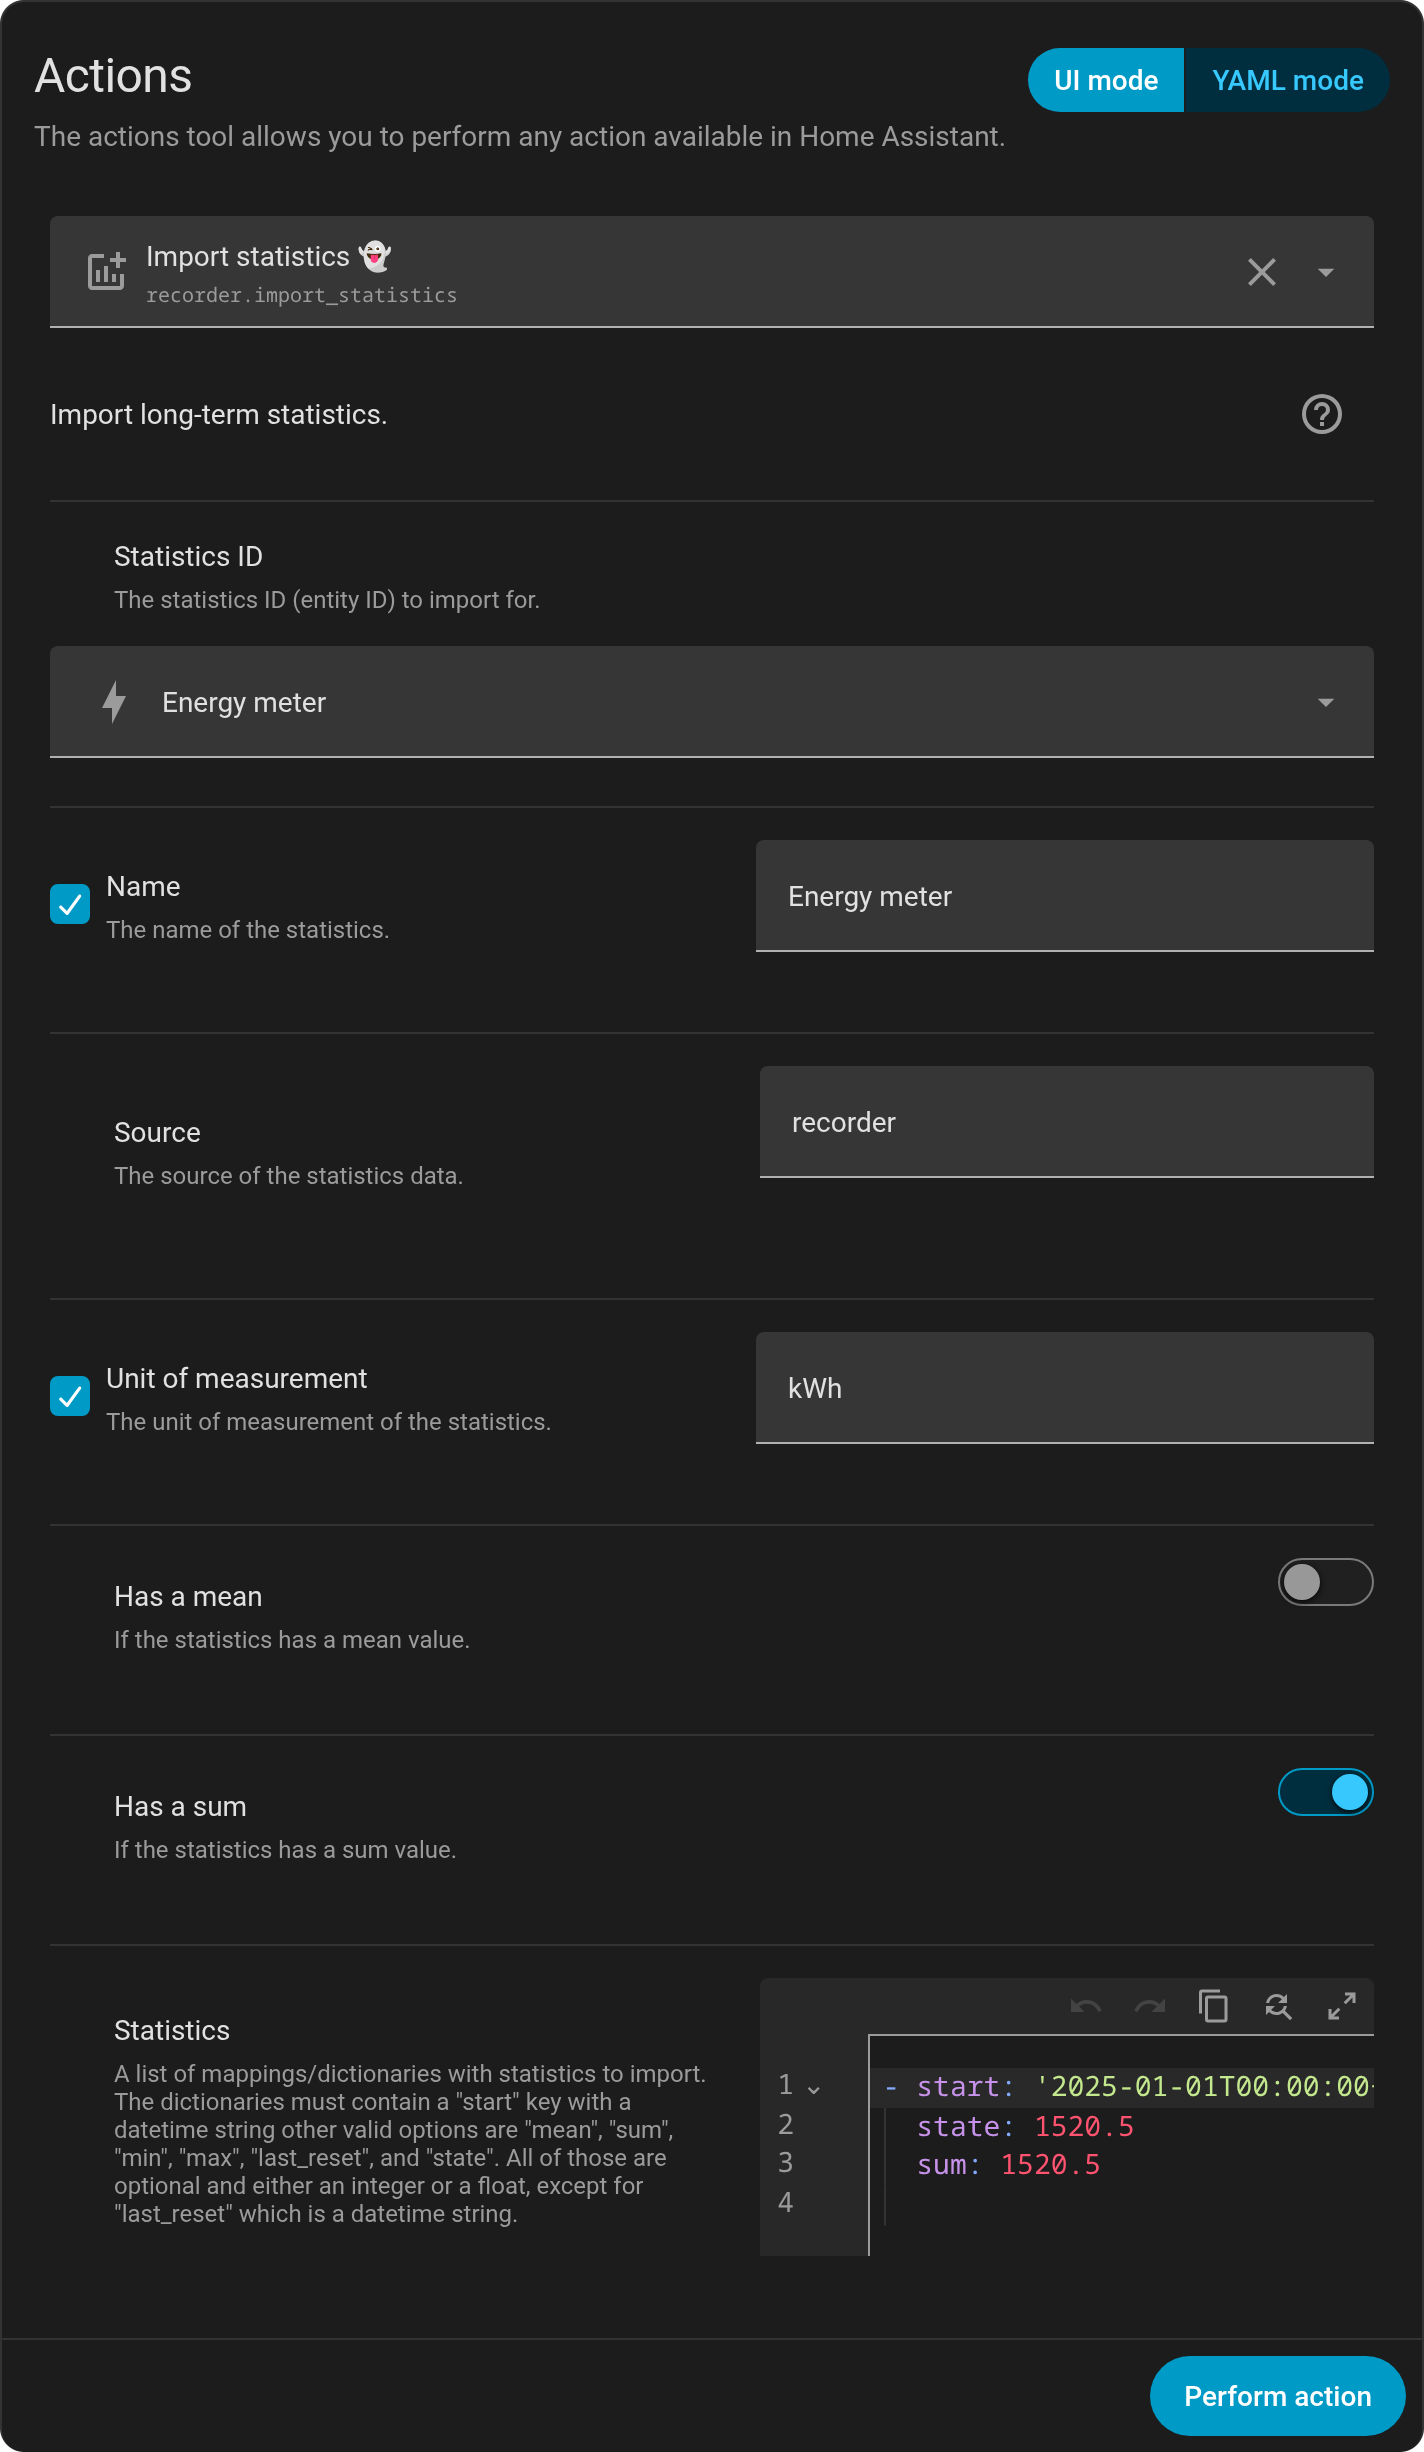 Actions
UI mode
YAML mode
The actions tool allows you to perform any action available in Home Assistant.
Import statistics 👻
recorder.import_statistics
Import long-term statistics.
Statistics ID
The statistics ID (entity ID) to import for.
Energy meter
Name
The name of the statistics.
Energy meter
Source
The source of the statistics data.
recorder
Unit of measurement
The unit of measurement of the statistics.
kWh
Has a mean
If the statistics has a mean value.
Has a sum
If the statistics has a sum value.
Statistics
A list of mappings/dictionaries with statistics to import.
The dictionaries must contain a "start" key with a
datetime string other valid options are "mean", "sum",
"min", "max", "last_reset", and "state". All of those are
optional and either an integer or a float, except for
"last_reset" which is a datetime string.
1 - start: '2025-01-01T00:00:00
2 state: 1520.5
3 sum: 1520.5
4
Perform action